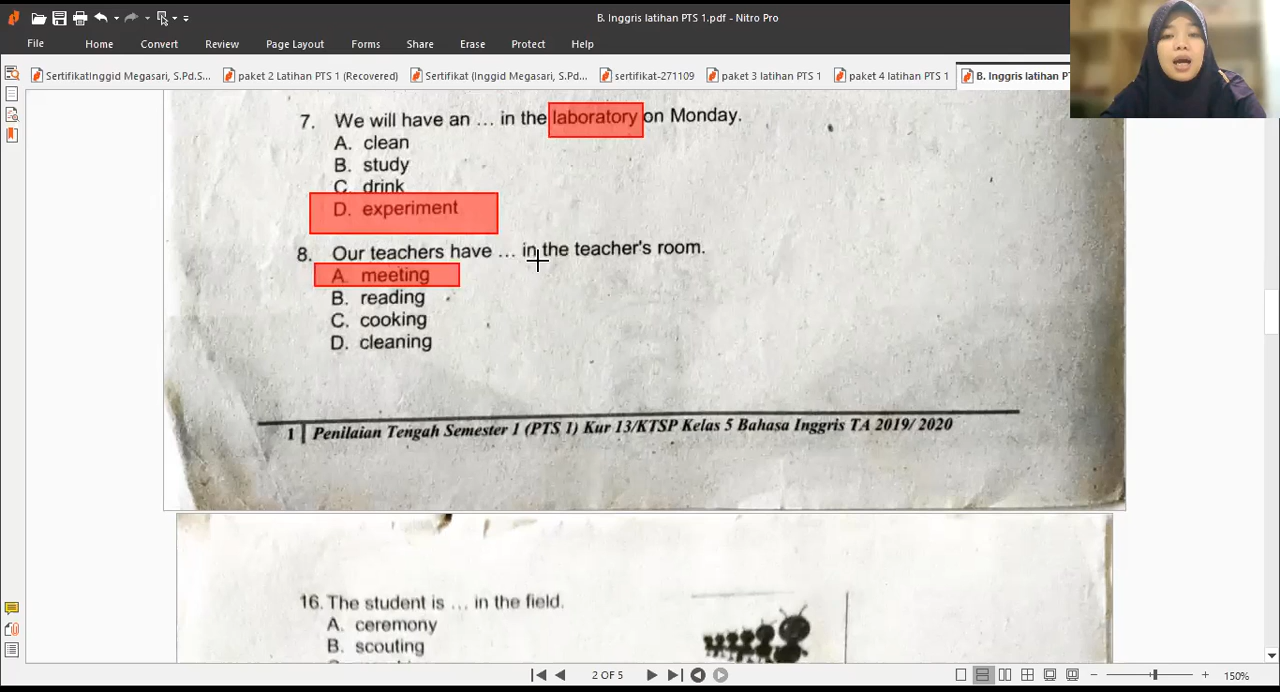 B. Inggris latihan PTS 1.pdf - Nitro Pro
File Home Convert Review Page Layout Forms Share Erase Protect Help
SertifikatInggid Megasari, S.Pd.S... paket 2 Latihan PTS 1 (Recovered) Sertifikat (Inggid Megasari, S.Pd... sertifikat-271109 paket 3 latihan PTS 1 paket 4 latihan PTS 1 B. Inggris latihan PT
7. We will have an ... in the laboratory on Monday.
A. clean
B. study
C. drink
D. experiment
8. Our teachers have ... in the teacher's room.
A. meeting
B. reading
C. cooking
D. cleaning
1 | Penilaian Tengah Semester 1 (PTS 1) Kur 13/KTSP Kelas 5 Bahasa Inggris TA 2019/ 2020
16. The student is ... in the field.
A. ceremony
B. scouting
2 OF 5
150%